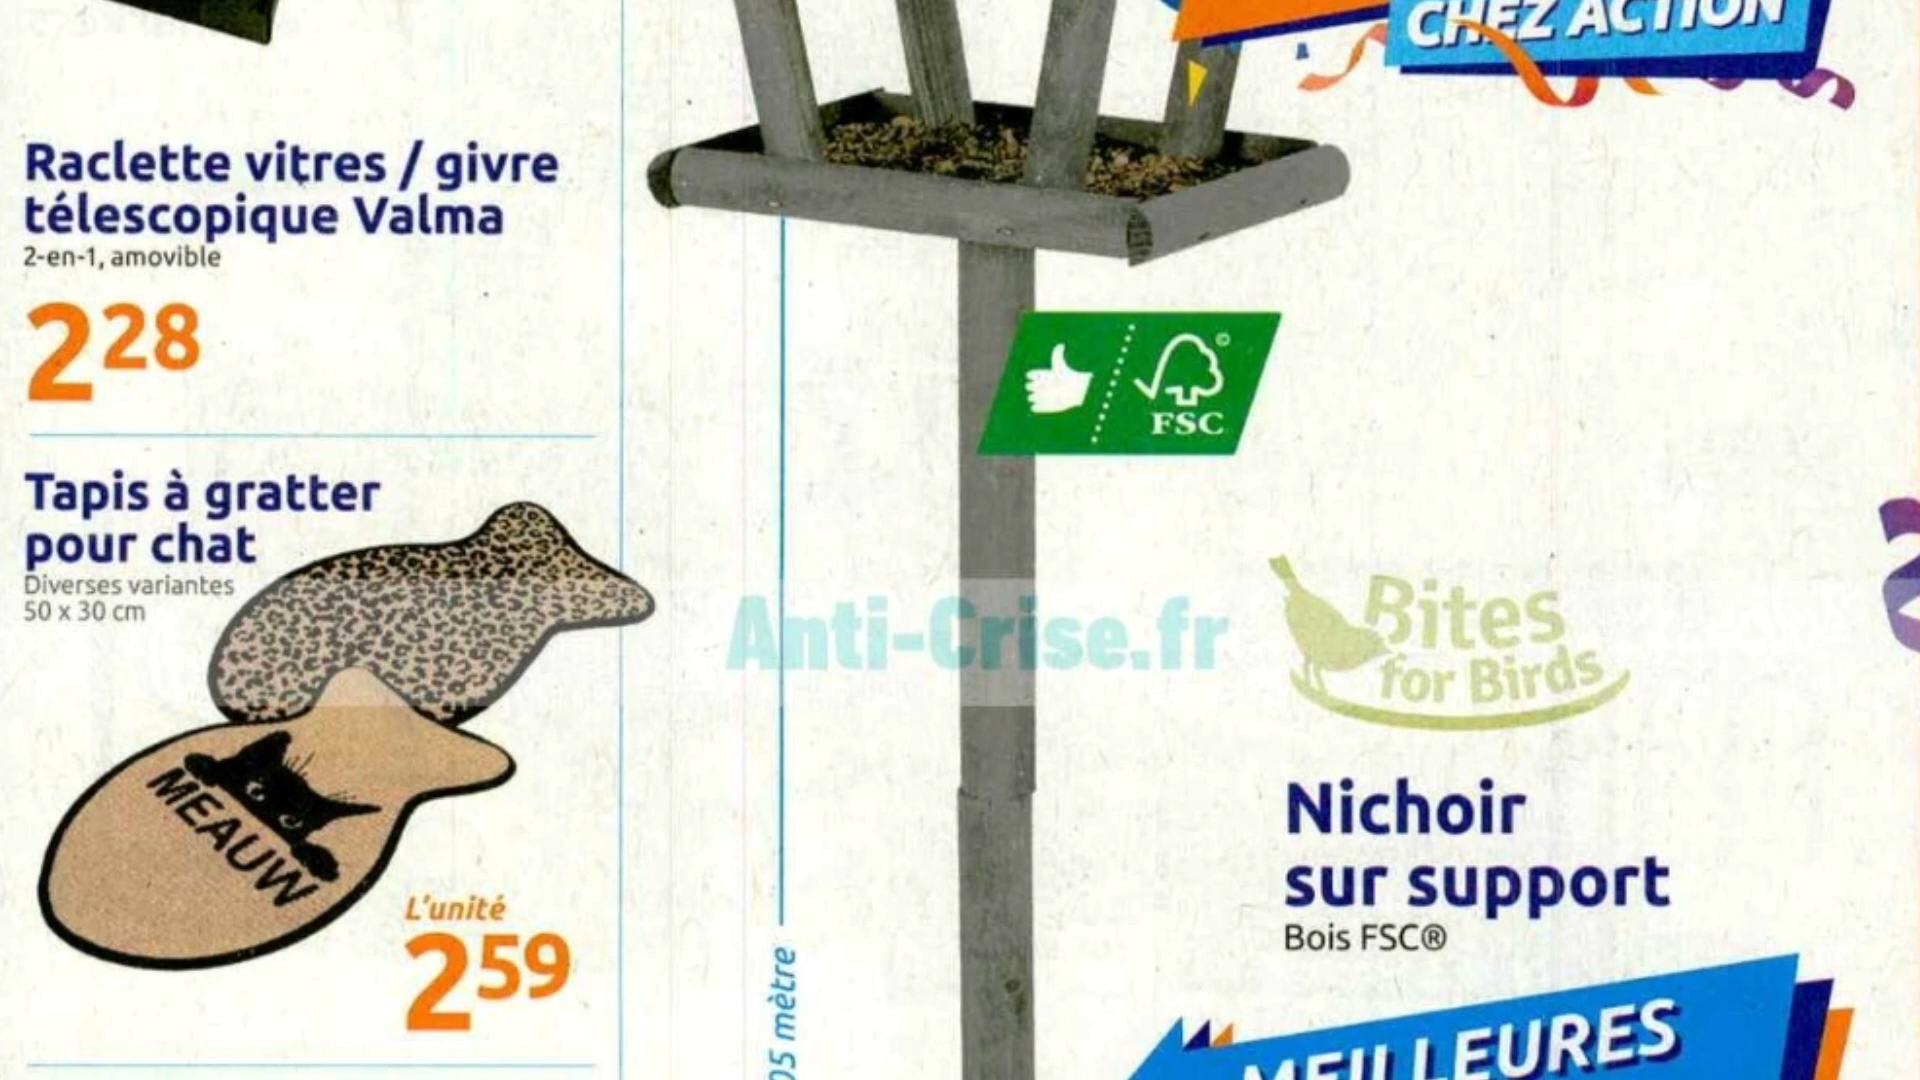 CHEZ ACTION
Raclette vitres / givre
télescopique Valma
2-en-1, amovible
2 28
FSC
Tapis à gratter
pour chat
Diverses variantes
50 x 30 cm
MEAUW
L'unité
2 59
Anti-Crise.fr
05 mètre
Bites
for Birds
Nichoir
sur support
Bois FSC®
MEILLEURES